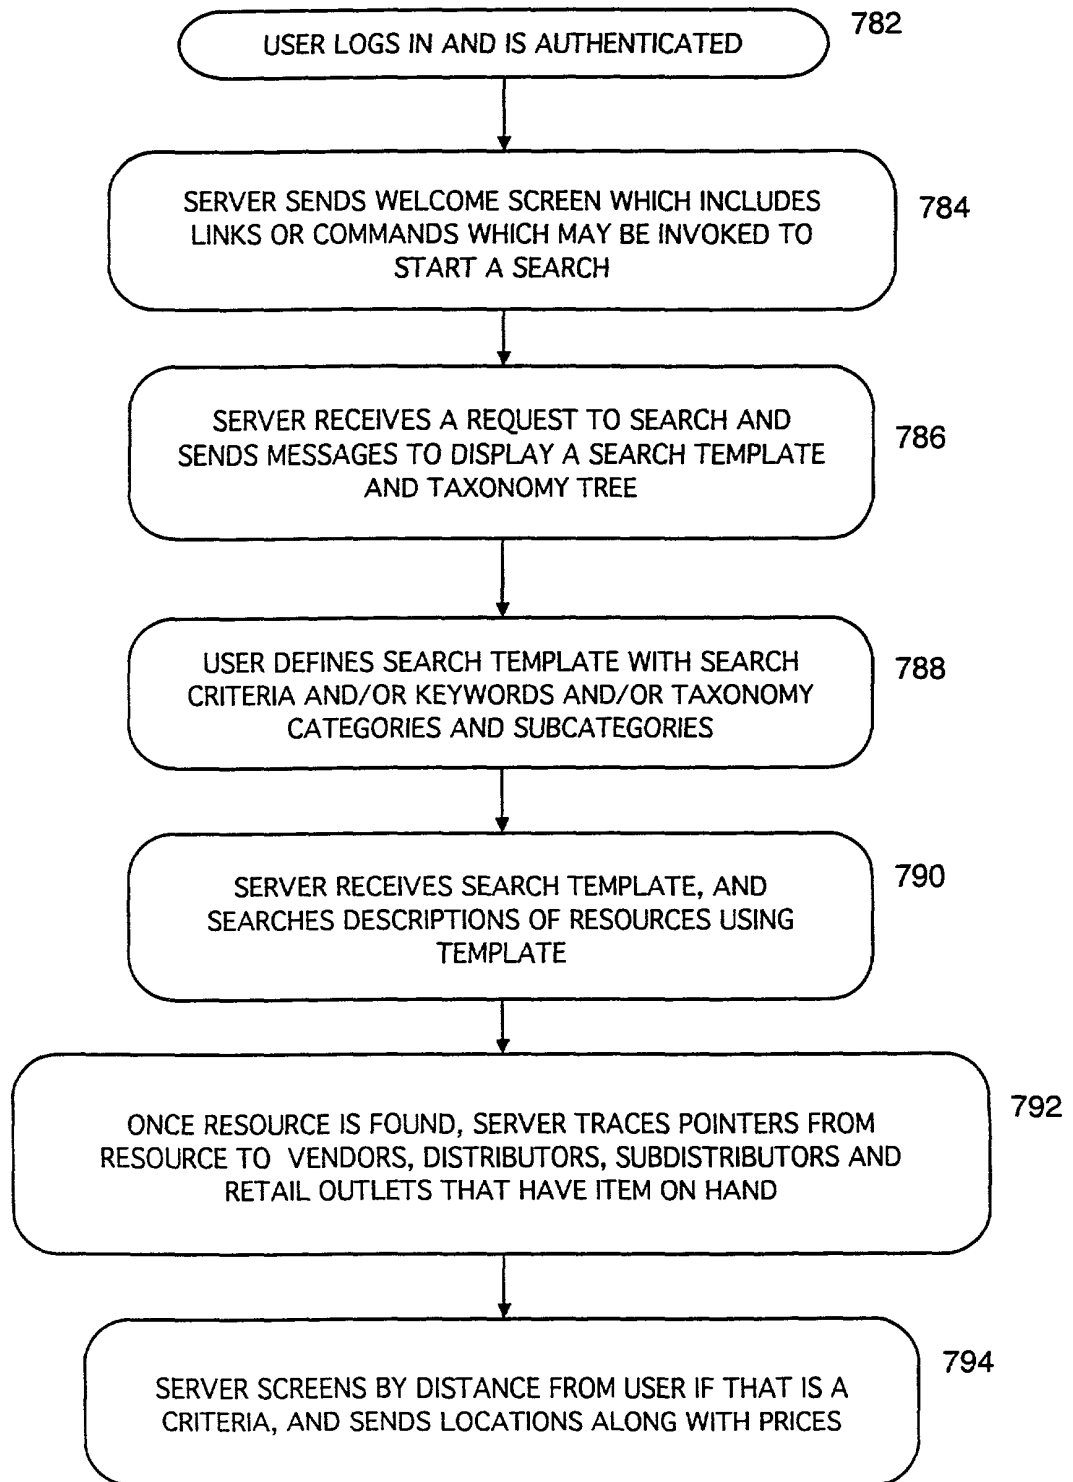 USER LOGS IN AND IS AUTHENTICATED
782
SERVER SENDS WELCOME SCREEN WHICH INCLUDES
LINKS OR COMMANDS WHICH MAY BE INVOKED TO
START A SEARCH
784
SERVER RECEIVES A REQUEST TO SEARCH AND
SENDS MESSAGES TO DISPLAY A SEARCH TEMPLATE
AND TAXONOMY TREE
786
USER DEFINES SEARCH TEMPLATE WITH SEARCH
CRITERIA AND/OR KEYWORDS AND/OR TAXONOMY
CATEGORIES AND SUBCATEGORIES
788
SERVER RECEIVES SEARCH TEMPLATE, AND
SEARCHES DESCRIPTIONS OF RESOURCES USING
TEMPLATE
790
ONCE RESOURCE IS FOUND, SERVER TRACES POINTERS FROM
RESOURCE TO VENDORS, DISTRIBUTORS, SUBDISTRIBUTORS AND
RETAIL OUTLETS THAT HAVE ITEM ON HAND
792
SERVER SCREENS BY DISTANCE FROM USER IF THAT IS A
CRITERIA, AND SENDS LOCATIONS ALONG WITH PRICES
794